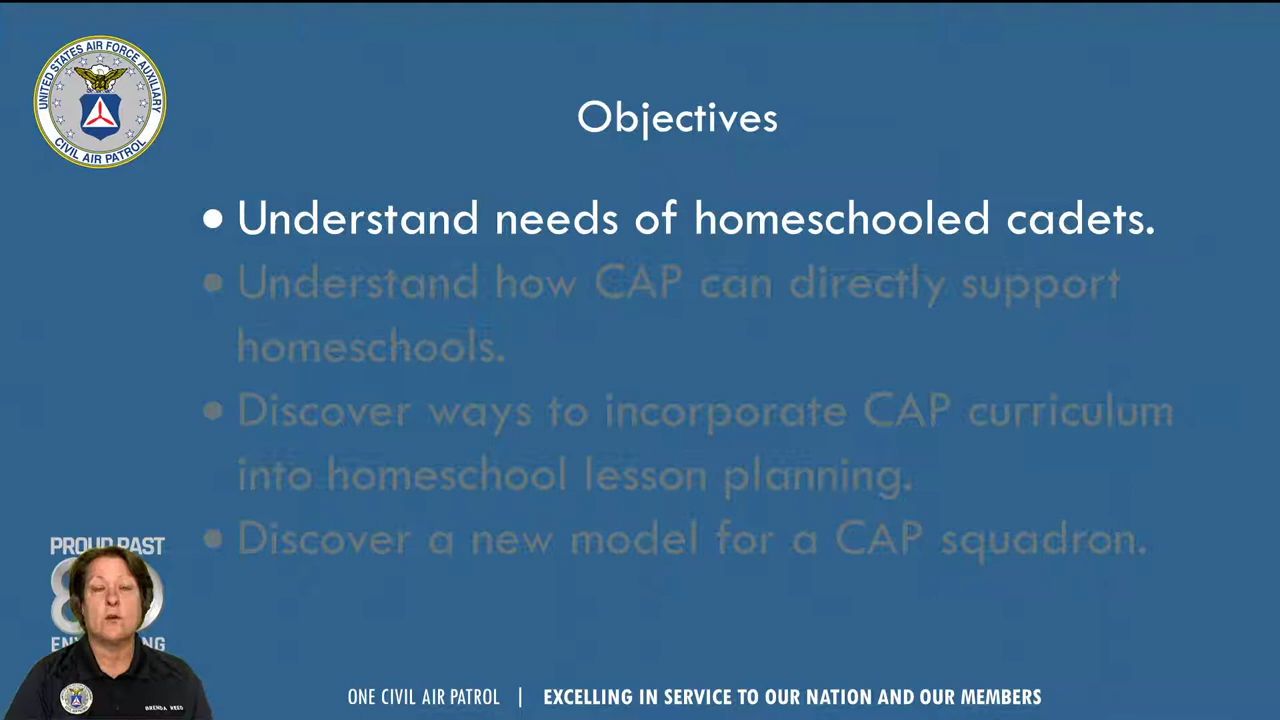 UNITED STATES AIR FORCE AUXILIARY
CIVIL AIR PATROL
Objectives
• Understand needs of homeschooled cadets.
• Understand how CAP can directly support
homeschools.
• Discover ways to incorporate CAP curriculum
into homeschool lesson planning.
• Discover a new model for a CAP squadron.
PROUD PAST
BRENDA REED
ONE CIVIL AIR PATROL | EXCELLING IN SERVICE TO OUR NATION AND OUR MEMBERS